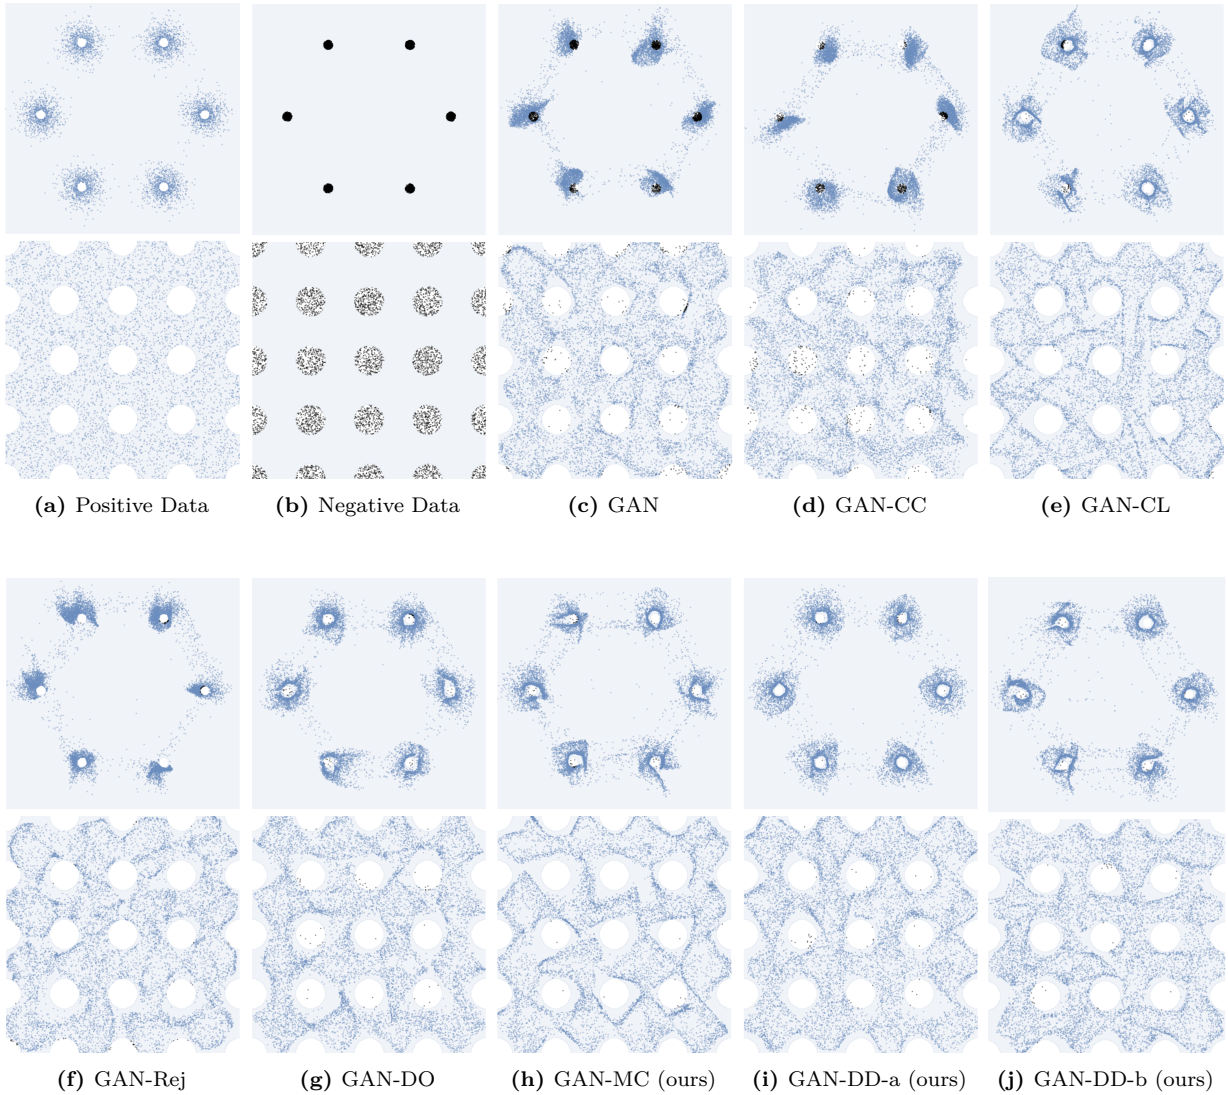 (a) Positive Data
(b) Negative Data
(c) GAN
(d) GAN-CC
(e) GAN-CL
(f) GAN-Rej
(g) GAN-DO
(h) GAN-MC (ours)
(i) GAN-DD-a (ours)
(j) GAN-DD-b (ours)